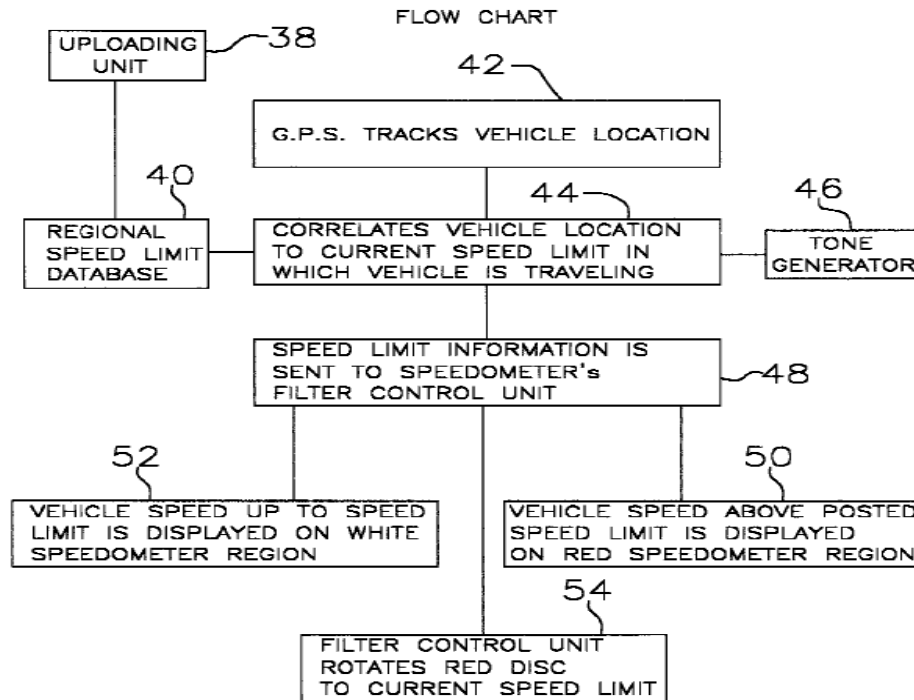 FLOW CHART
UPLOADING
UNIT
38
42
G.P.S. TRACKS VEHICLE LOCATION
40
44
46
REGIONAL
SPEED LIMIT
DATABASE
CORRELATES VEHICLE LOCATION
TO CURRENT SPEED LIMIT IN
WHICH VEHICLE IS TRAVELING
TONE
GENERATOR
SPEED LIMIT INFORMATION IS
SENT TO SPEEDOMETER's
FILTER CONTROL UNIT
48
52
50
VEHICLE SPEED UP TO SPEED
LIMIT IS DISPLAYED ON WHITE
SPEEDOMETER REGION
VEHICLE SPEED ABOVE POSTED
SPEED LIMIT IS DISPLAYED
ON RED SPEEDOMETER REGION
54
FILTER CONTROL UNIT
ROTATES RED DISC
TO CURRENT SPEED LIMIT